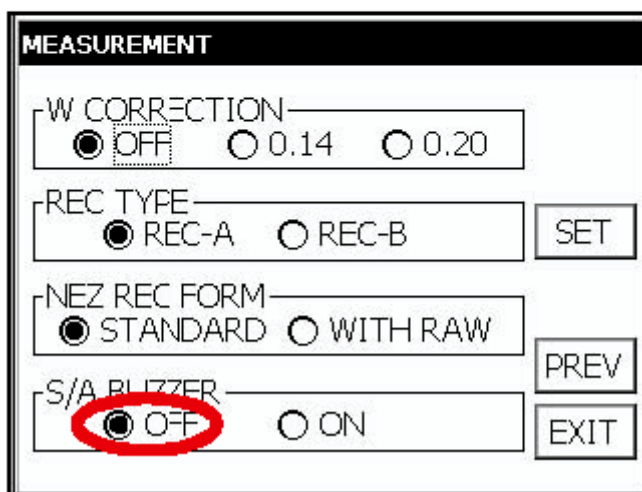 MEASUREMENT
W CORRECTION
OFF 0.14 0.20
REC TYPE
REC-A REC-B
SET
NEZ REC FORM
STANDARD WITH RAW
PREV
S/A BUZZER
OFF ON
EXIT